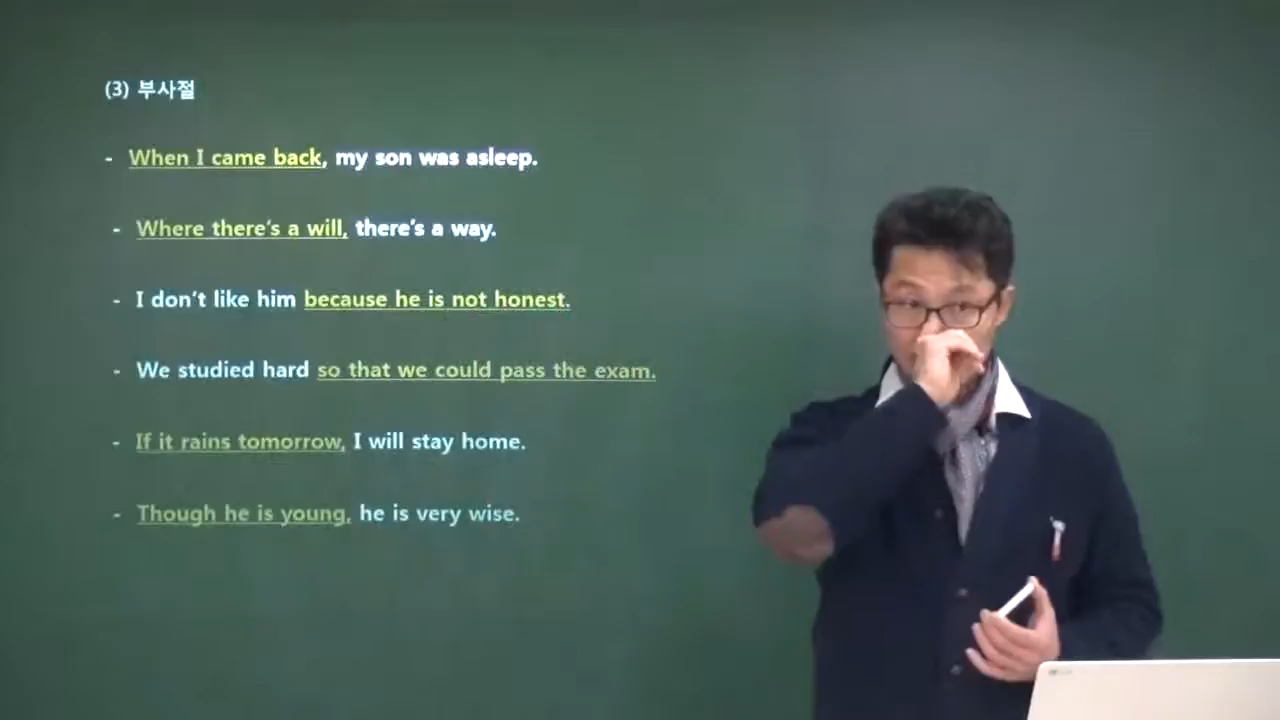 (3) 부사절
- When I came back, my son was asleep.
- Where there's a will, there's a way.
- I don't like him because he is not honest.
- We studied hard so that we could pass the exam.
- If it rains tomorrow, I will stay home.
- Though he is young, he is very wise.